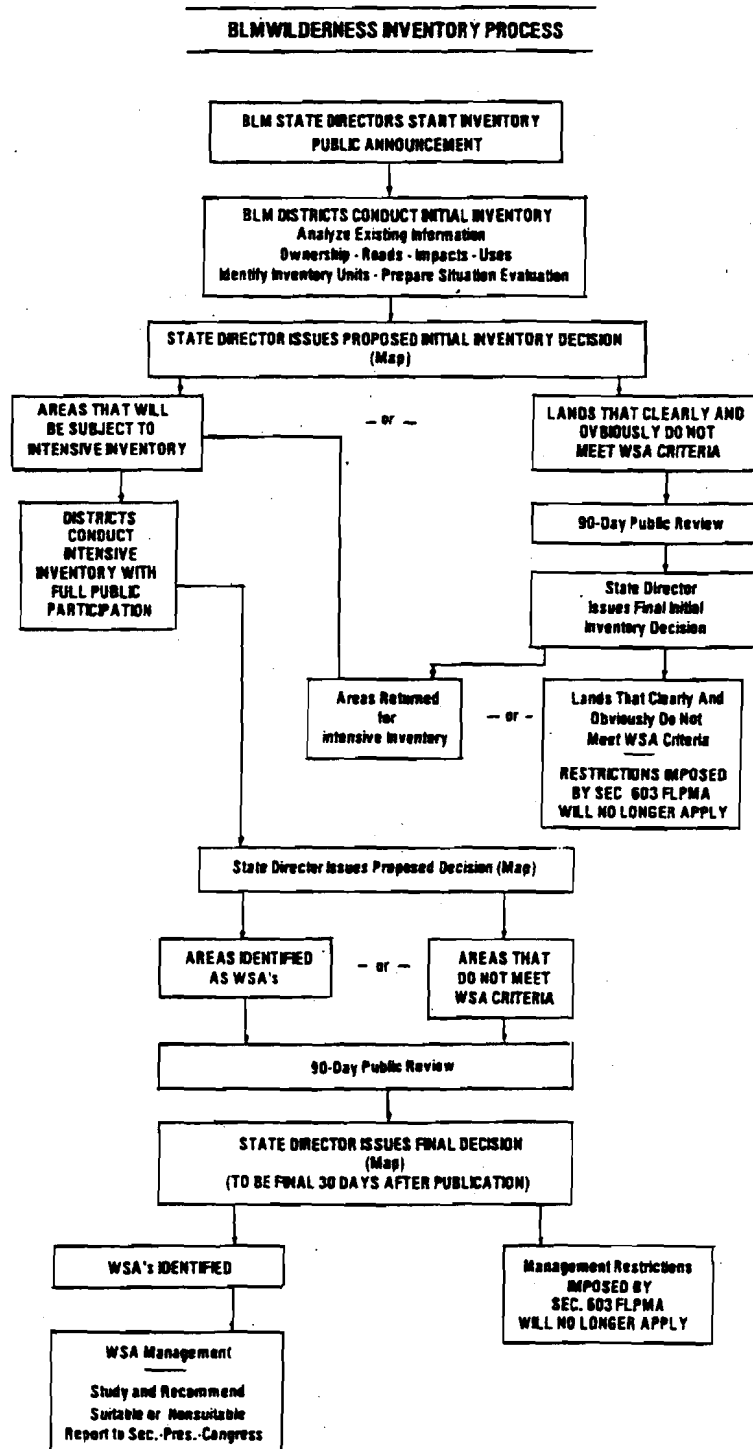 BLMWILDERNESS INVENTORY PROCESS
BLM STATE DIRECTORS START INVENTORY
PUBLIC ANNOUNCEMENT
BLM DISTRICTS CONDUCT INITIAL INVENTORY
Analyze Existing Information
Ownership - Roads - Impacts - Uses
Identify Inventory Units - Prepare Situation Evaluation
STATE DIRECTOR ISSUES PROPOSED INITIAL INVENTORY DECISION
(Map)
AREAS THAT WILL
BE SUBJECT TO
INTENSIVE INVENTORY
– or –
LANDS THAT CLEARLY AND
OVBIOUSLY DO NOT
MEET WSA CRITERIA
DISTRICTS
CONDUCT
INTENSIVE
INVENTORY WITH
FULL PUBLIC
PARTICIPATION
90-Day Public Review
State Director
Issues Final Initial
Inventory Decision
Areas Returned
for
intensive Inventory
– or –
Lands That Clearly And
Obviously Do Not
Meet WSA Criteria
RESTRICTIONS IMPOSED
BY SEC 603 FLPMA
WILL NO LONGER APPLY
State Director Issues Proposed Decision (Map)
AREAS IDENTIFIED
AS WSA's
– or –
AREAS THAT
DO NOT MEET
WSA CRITERIA
90-Day Public Review
STATE DIRECTOR ISSUES FINAL DECISION
(Map)
(TO BE FINAL 30 DAYS AFTER PUBLICATION)
WSA's IDENTIFIED
Management Restrictions
IMPOSED BY
SEC. 603 FLPMA
WILL NO LONGER APPLY
WSA Management
Study and Recommend
Suitable or Nonsuitable
Report to Sec.-Pres.-Congress